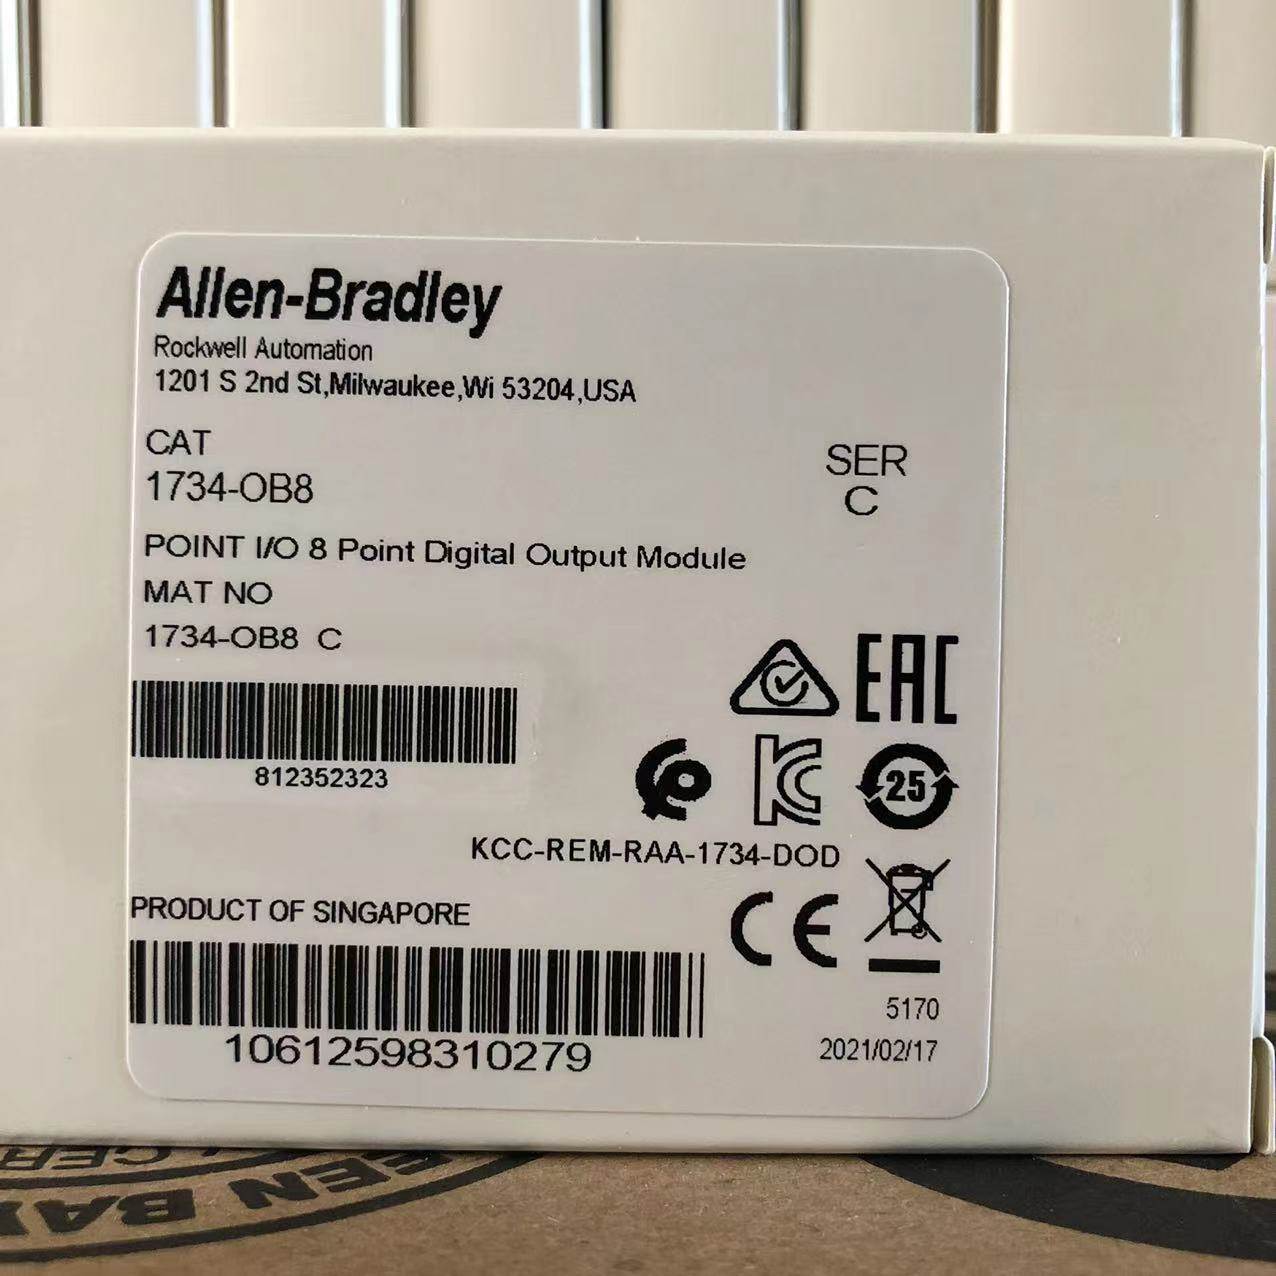 Allen-Bradley
Rockwell Automation
1201 S 2nd St,Milwaukee,Wi 53204,USA
CAT
1734-OB8
SER
C
POINT I/O 8 Point Digital Output Module
MAT NO
1734-OB8 C
812352323
EAC
KC
25
KCC-REM-RAA-1734-DOD
CE
PRODUCT OF SINGAPORE
10612598310279
5170
2021/02/17